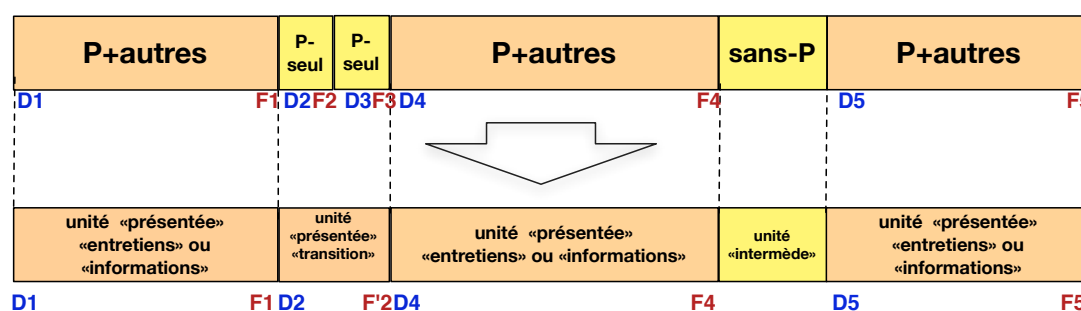 P+autres P-seul P-seul P+autres sans-P P+autres
D1 F1 D2 F2 D3 F3 D4 F4 D5 F5
unité «présentée» «entretiens» ou «informations»
unité «présentée» «transition»
unité «présentée» «entretiens» ou «informations»
unité «intermède»
unité «présentée» «entretiens» ou «informations»
D1 F1 D2 F'2 D4 F4 D5 F5